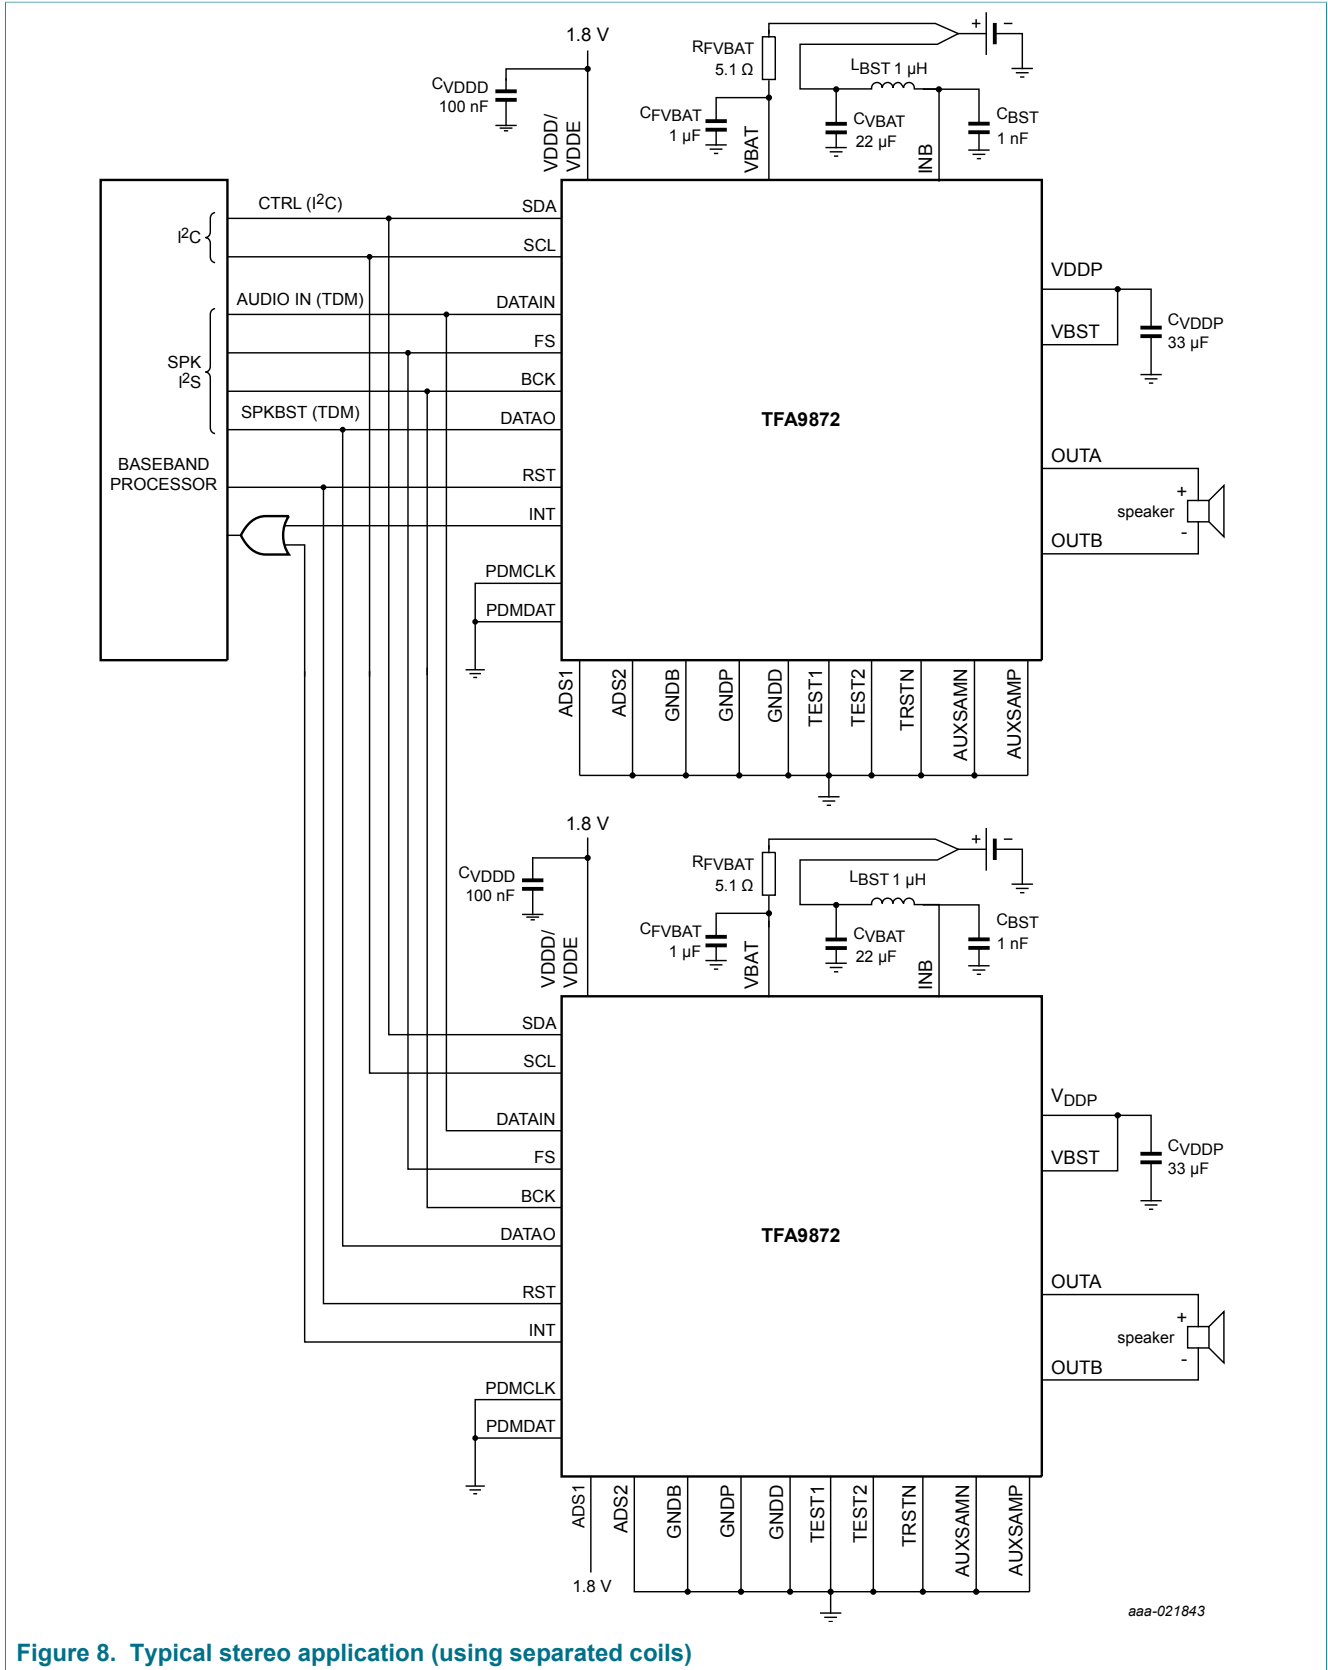 1.8 V
CVDDD
100 nF
VDDD/
VDDE
RFVBAT
5.1 Ω
CFVBAT
1 µF
VBAT
+
−
LBST 1 µH
CVBAT
22 µF
INB
CBST
1 nF
I2C
SPK
I2S
BASEBAND
PROCESSOR
CTRL (I2C)
AUDIO IN (TDM)
SPKBST (TDM)
SDA
SCL
DATAIN
FS
BCK
DATAO
RST
INT
PDMCLK
PDMDAT
TFA9872
VDDP
VBST
CVDDP
33 µF
OUTA
+
speaker
-
OUTB
ADS1
ADS2
GNDB
GNDP
GNDD
TEST1
TEST2
TRSTN
AUXSAMN
AUXSAMP
1.8 V
CVDDD
100 nF
VDDD/
VDDE
RFVBAT
5.1 Ω
CFVBAT
1 µF
VBAT
+
−
LBST 1 µH
CVBAT
22 µF
INB
CBST
1 nF
SDA
SCL
DATAIN
FS
BCK
DATAO
RST
INT
PDMCLK
PDMDAT
TFA9872
VDDP
VBST
CVDDP
33 µF
OUTA
+
speaker
-
OUTB
ADS1
ADS2
GNDB
GNDP
GNDD
TEST1
TEST2
TRSTN
AUXSAMN
AUXSAMP
1.8 V
aaa-021843
Figure 8. Typical stereo application (using separated coils)